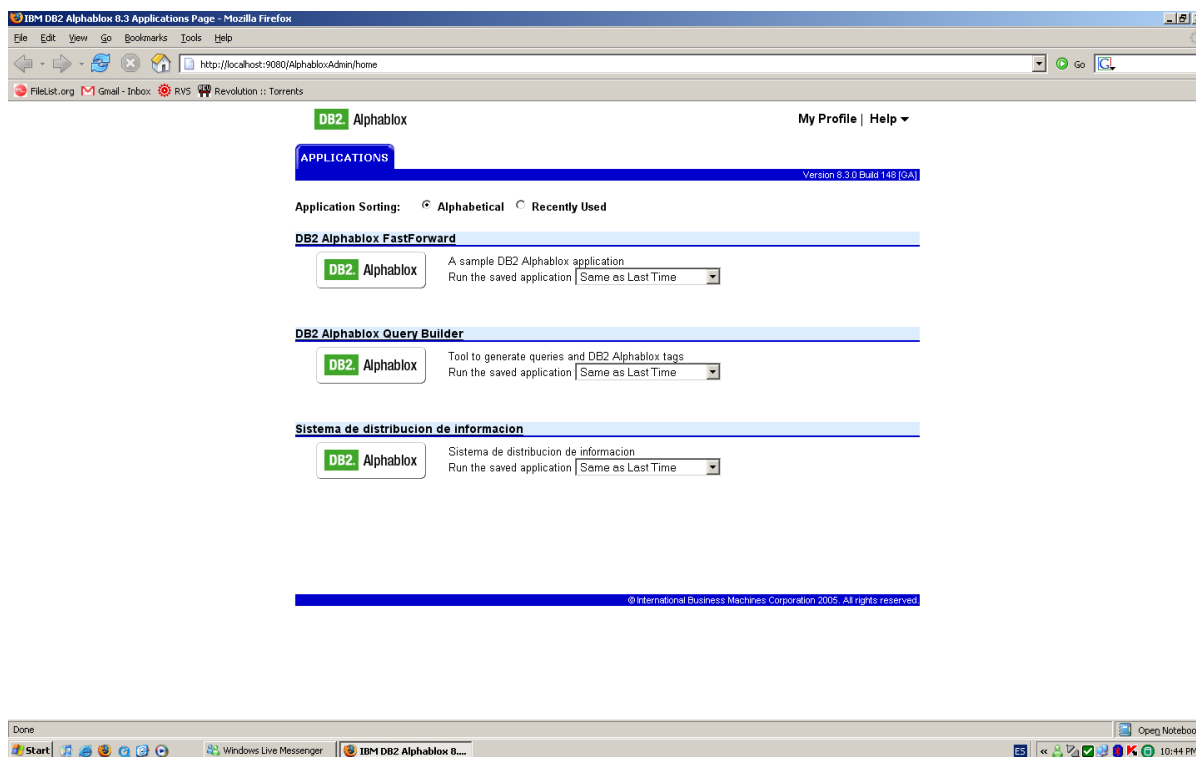 IBM DB2 Alphablox 8.3 Applications Page - Mozilla Firefox
File Edit View Go Bookmarks Tools Help
http://localhost:9080/AlphabloxAdmin/home Go G
FileList.org Gmail - Inbox RVS Revolution :: Torrents
DB2. Alphablox My Profile | Help
APPLICATIONS
Version 8.3.0 Build 148 [GA]
Application Sorting: Alphabetical Recently Used
DB2 Alphablox FastForward
DB2. Alphablox
A sample DB2 Alphablox application
Run the saved application Same as Last Time
DB2 Alphablox Query Builder
DB2. Alphablox
Tool to generate queries and DB2 Alphablox tags
Run the saved application Same as Last Time
Sistema de distribucion de informacion
DB2. Alphablox
Sistema de distribucion de informacion
Run the saved application Same as Last Time
© International Business Machines Corporation 2005. All rights reserved.
Done Open Noteboo
Start Windows Live Messenger IBM DB2 Alphablox 8.... ES « 10:44 PM